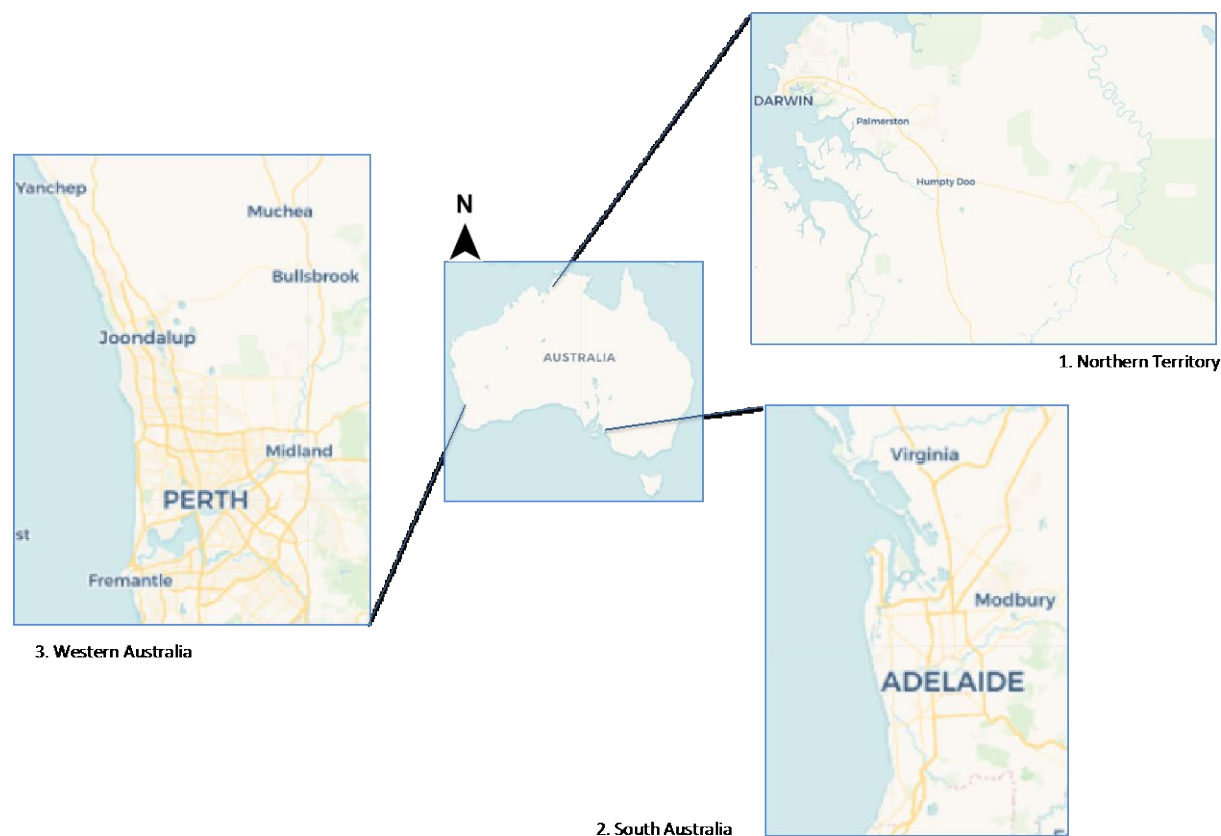 DARWIN
Palmerston
Humpty Doo
1. Northern Territory
Yanchep
Muchea
Bullsbrook
Joondalup
Midland
PERTH
st
Fremantle
3. Western Australia
N
AUSTRALIA
Virginia
Modbury
ADELAIDE
2. South Australia